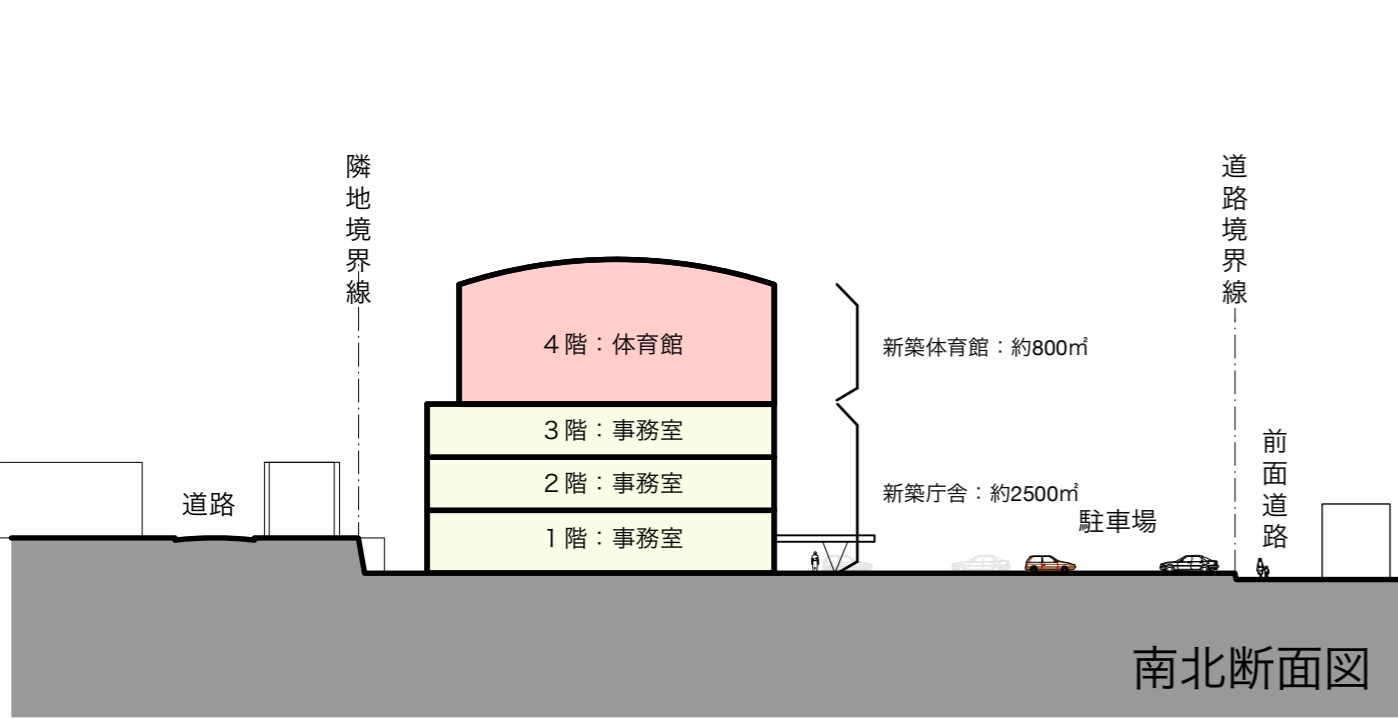 隣地境界線
道路境界線
４階：体育館
新築体育館：約800㎡
３階：事務室
前面道路
２階：事務室
新築庁舎：約2500㎡
道路
駐車場
１階：事務室
南北断面図